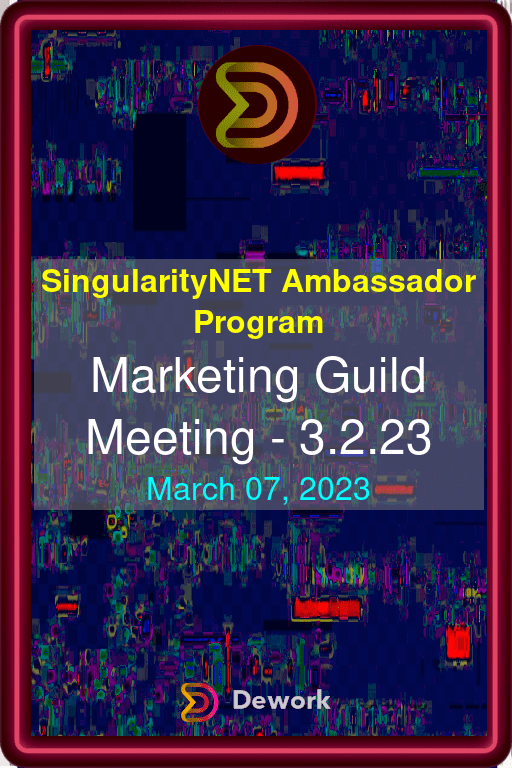 SingularityNET Ambassador
Program
Marketing Guild
Meeting - 3.2.23
March 07, 2023
Dework